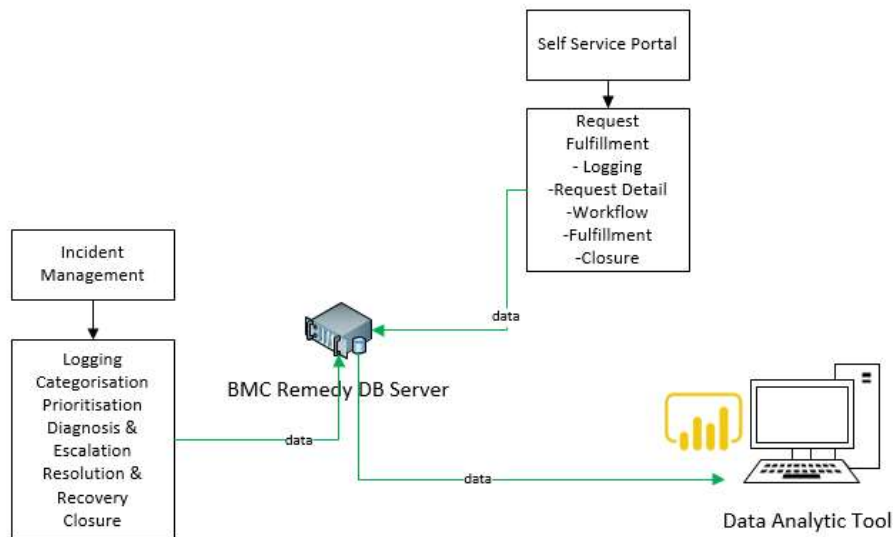 Self Service Portal
Request
Fulfillment
- Logging
-Request Detail
-Workflow
-Fulfillment
-Closure
Incident
Management
data
BMC Remedy DB Server
Logging
Categorisation
Prioritisation
Diagnosis &
Escalation
Resolution &
Recovery
Closure
data
data
Data Analytic Tool